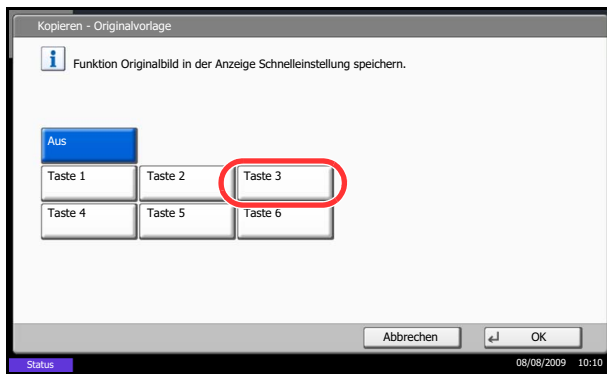 Kopieren - Originalvorlage
Funktion Originalbild in der Anzeige Schnelleinstellung speichern.
Aus
Taste 1 Taste 2 Taste 3
Taste 4 Taste 5 Taste 6
Abbrechen OK
Status 08/08/2009 10:10